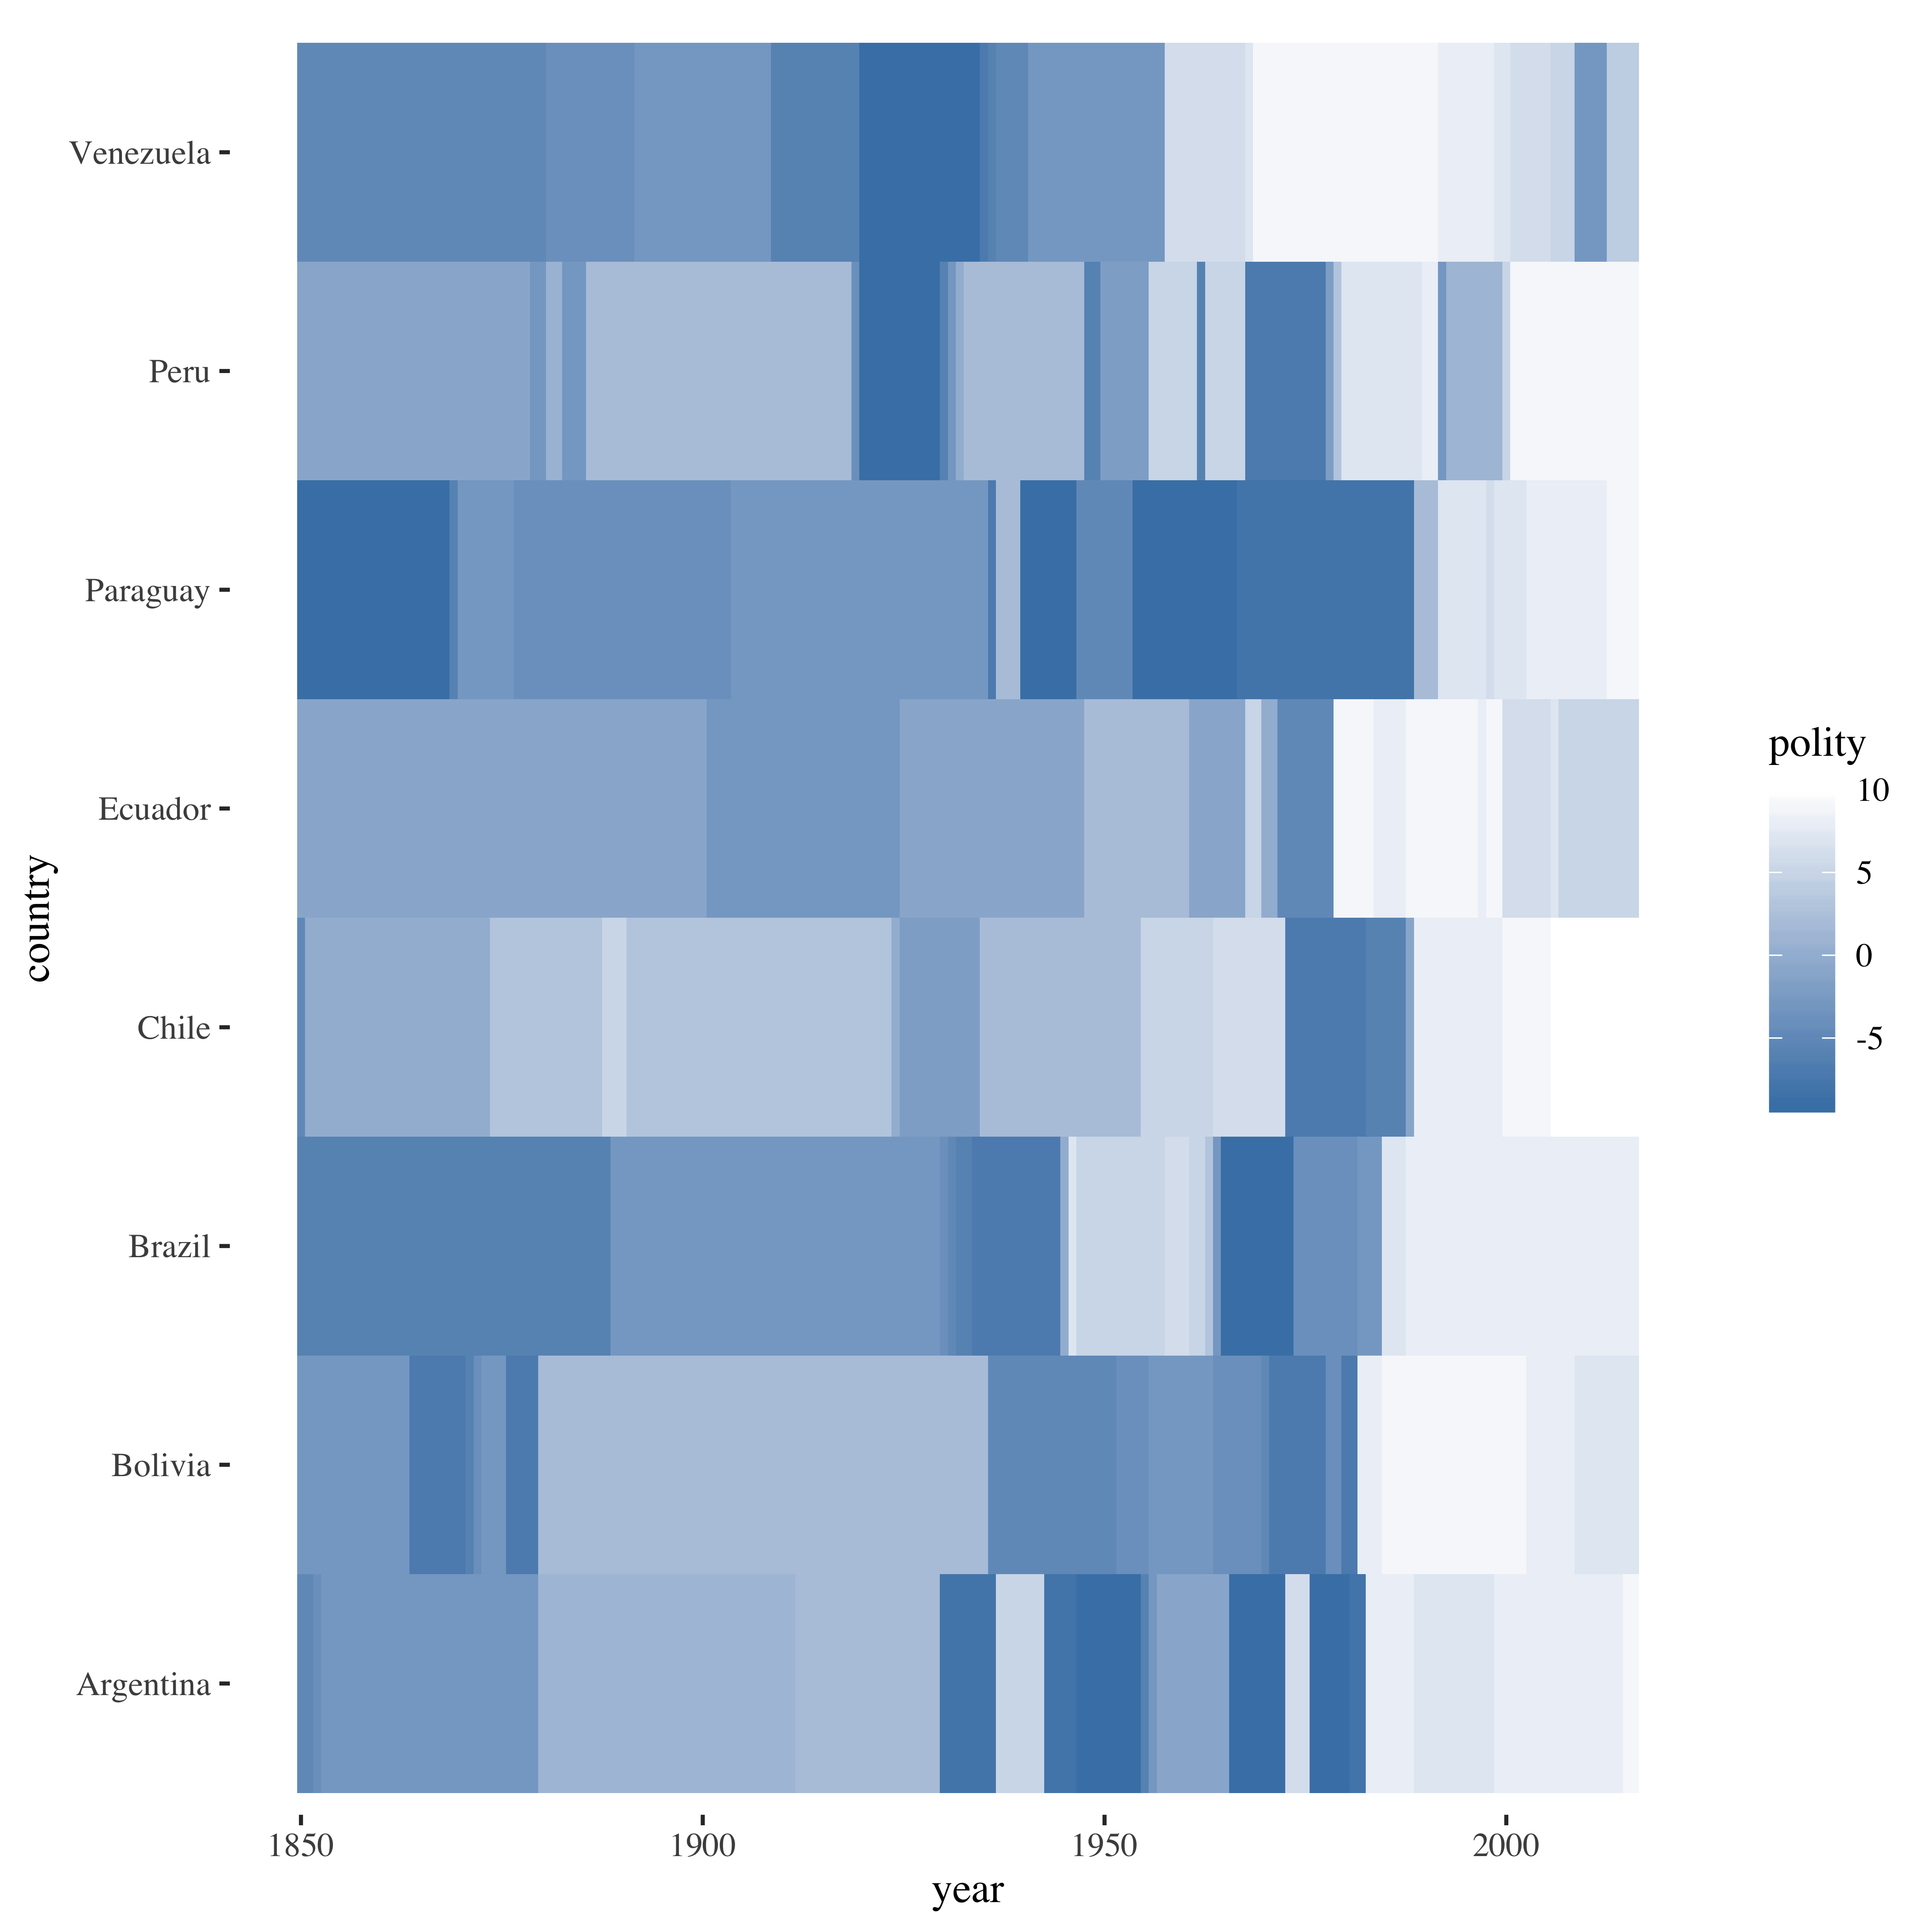 Venezuela
Peru
Paraguay
Ecuador
Chile
Brazil
Bolivia
Argentina
country
1850 1900 1950 2000
year
polity
10
5
0
-5